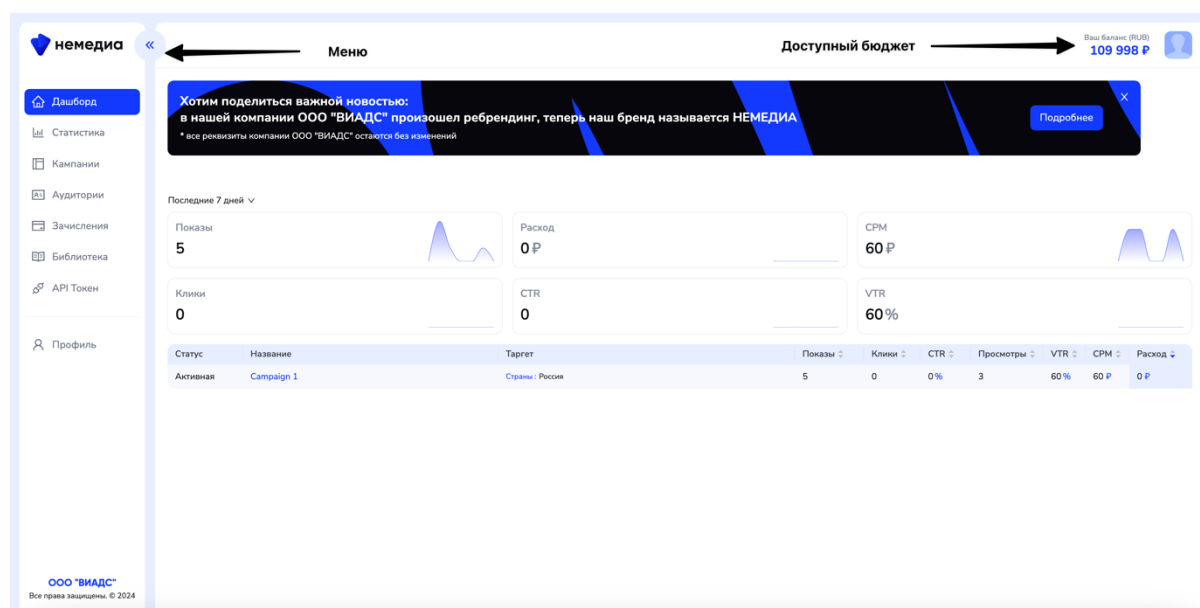 немедиа
Меню
Доступный бюджет
Ваш баланс (RUB)
109 998 ₽
Дашборд
Статистика
Кампании
Аудитории
Зачисления
Библиотека
API Токен
Профиль
Хотим поделиться важной новостью:
в нашей компании ООО "ВИАДС" произошел ребрендинг, теперь наш бренд называется НЕМЕДИА
* все реквизиты компании ООО "ВИАДС" остаются без изменений
Подробнее
Последние 7 дней
Показы
5
Расход
0 ₽
CPM
60 ₽
Клики
0
CTR
0
VTR
60 %
Статус Название Таргет Показы Клики CTR Просмотры VTR CPM Расход
Активная Campaign 1 Страны : Россия 5 0 0 % 3 60 % 60 ₽ 0 ₽
ООО "ВИАДС"
Все права защищены. © 2024